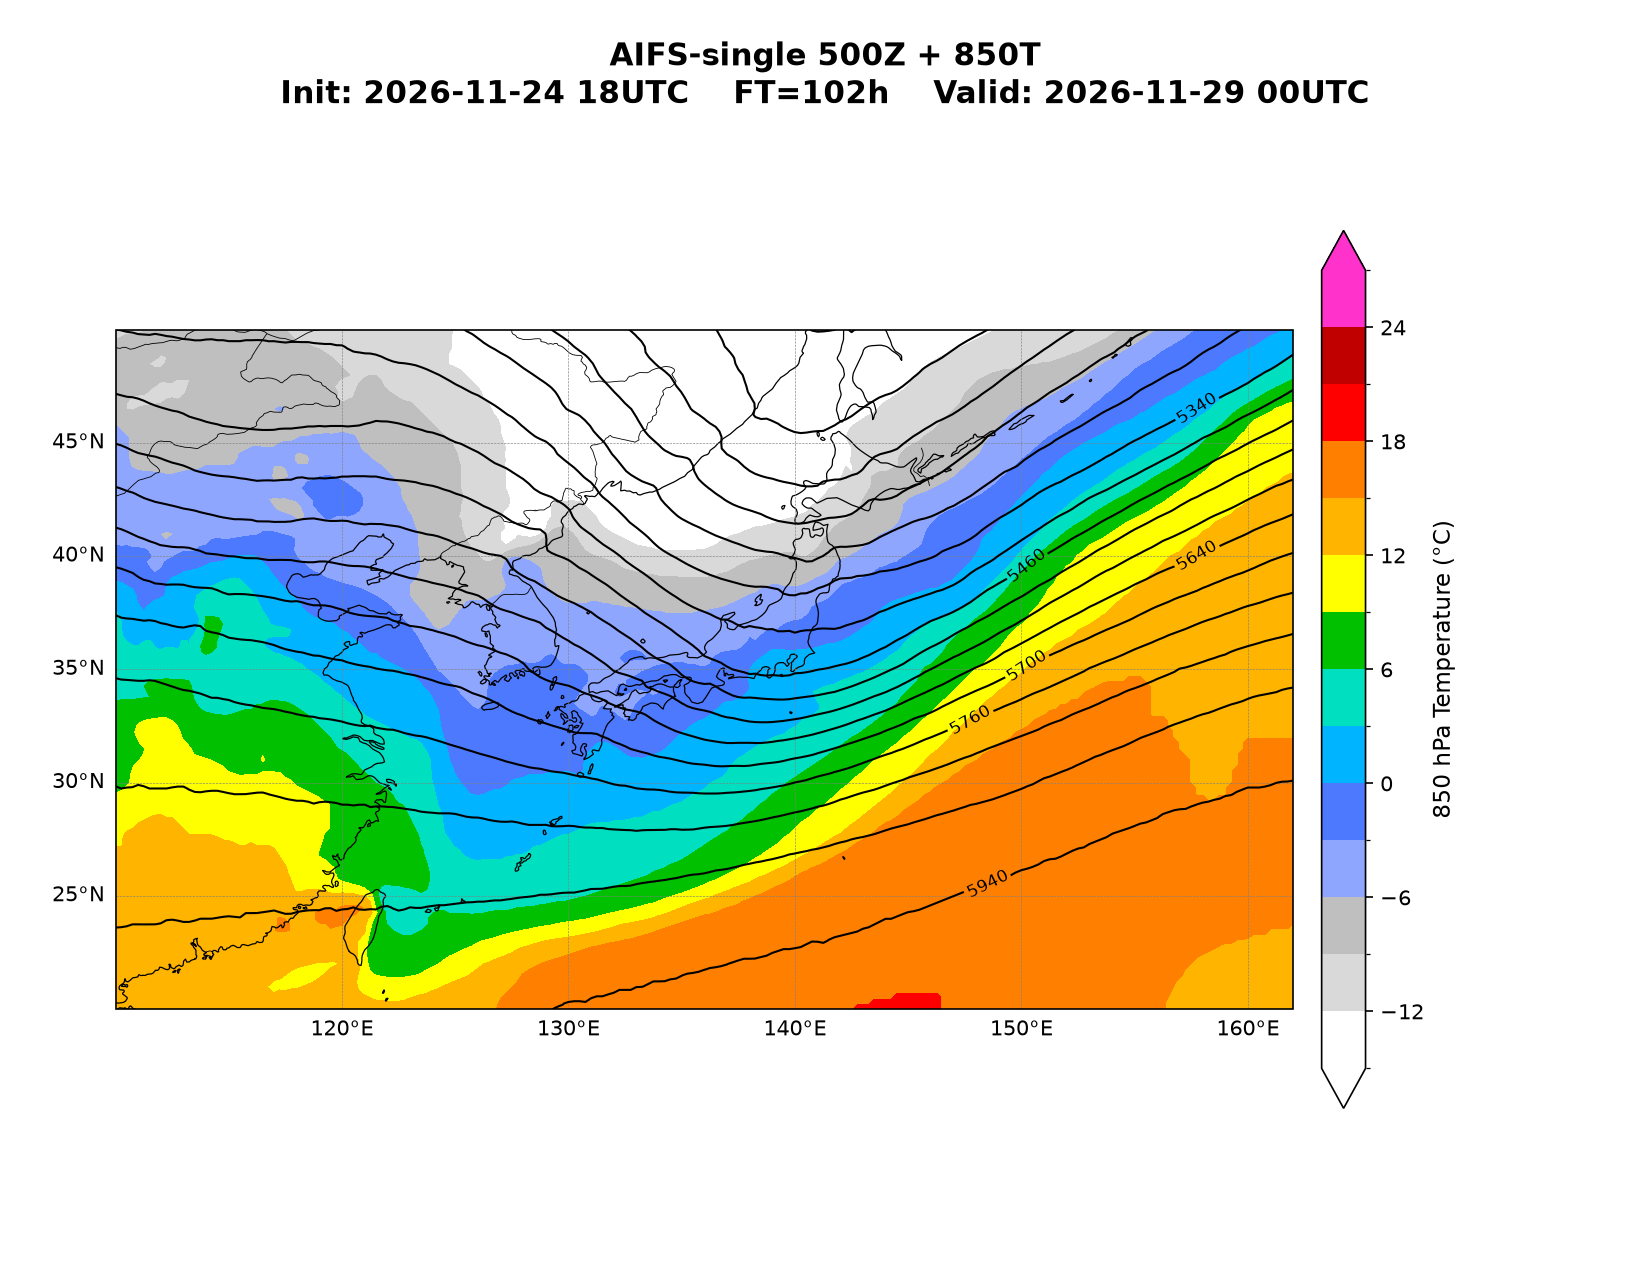 AIFS-single 500Z + 850T
Init: 2026-11-24 18UTC    FT=102h    Valid: 2026-11-29 00UTC
45°N
40°N
35°N
30°N
25°N
120°E
130°E
140°E
150°E
160°E
5340
5460
5640
5700
5760
5940
24
18
12
6
0
−6
−12
850 hPa Temperature (°C)